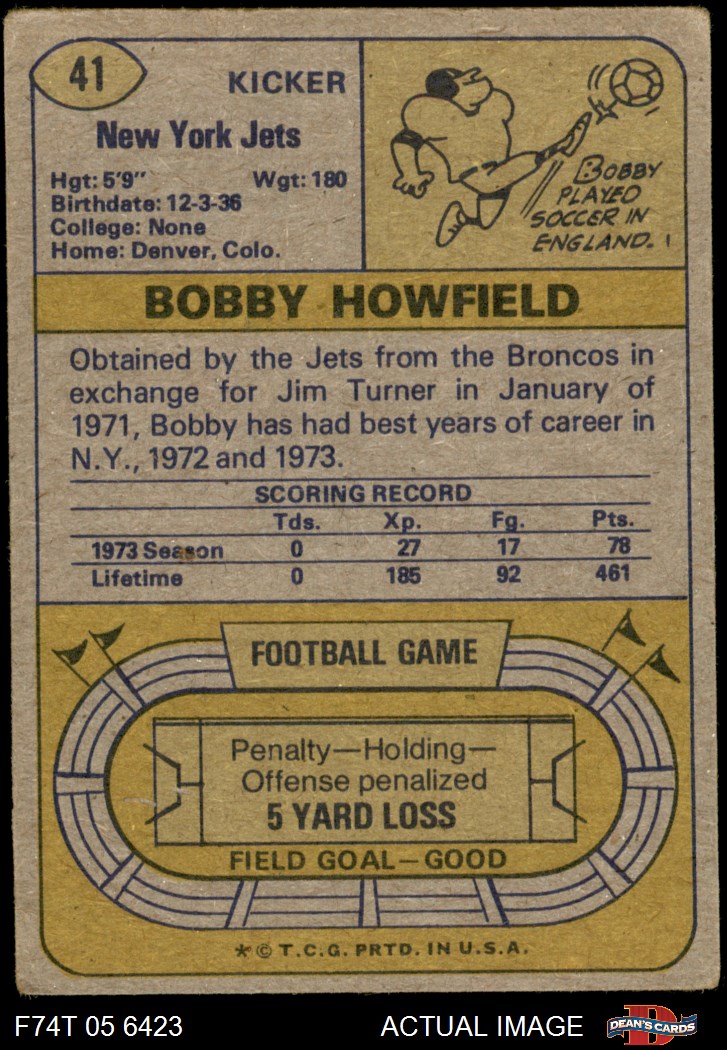 41
KICKER
New York Jets
Hgt: 5'9" Wgt: 180
Birthdate: 12-3-36
College: None
Home: Denver, Colo.
BOBBY
PLAYED
SOCCER IN
ENGLAND.
BOBBY HOWFIELD
Obtained by the Jets from the Broncos in
exchange for Jim Turner in January of
1971, Bobby has had best years of career in
N.Y., 1972 and 1973.
SCORING RECORD
Tds. Xp. Fg. Pts.
1973 Season 0 27 17 78
Lifetime 0 185 92 461
FOOTBALL GAME
Penalty—Holding—
Offense penalized
5 YARD LOSS
FIELD GOAL—GOOD
* © T.C.G. PRTD. IN U.S.A.
F74T 05 6423 ACTUAL IMAGE D DEAN'S CARDS